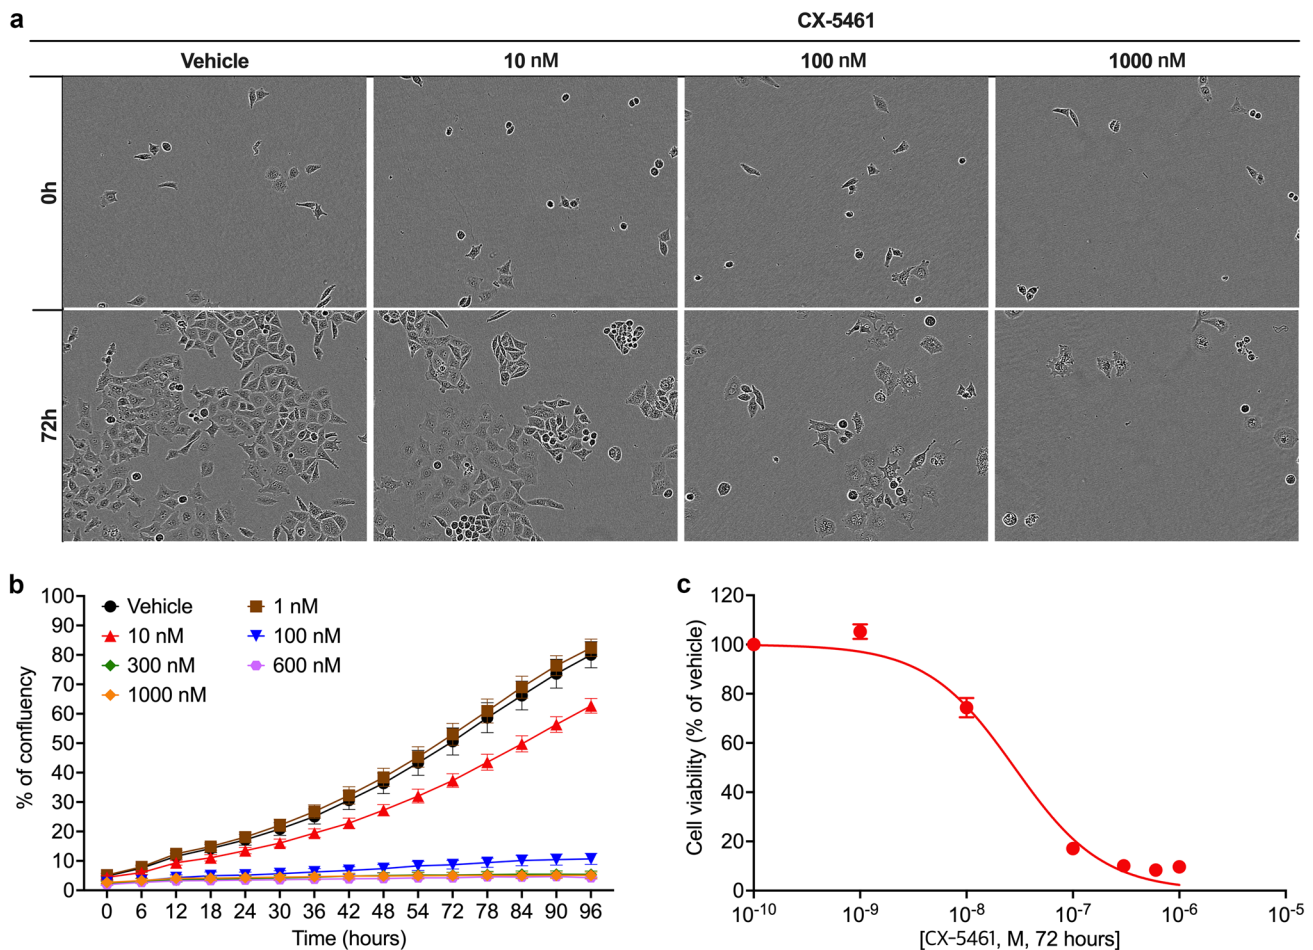 a
CX-5461
Vehicle 10 nM 100 nM 1000 nM
0h
72h
b
% of confluency
100
90
80
70
60
50
40
30
20
10
0
Vehicle 1 nM
10 nM 100 nM
300 nM 600 nM
1000 nM
0 6 12 18 24 30 36 42 48 54 60 72 78 84 90 96
Time (hours)
c
Cell viability (% of vehicle)
120
100
80
60
40
20
0
10-10 10-9 10-8 10-7 10-6 10-5
[CX-5461, M, 72 hours]